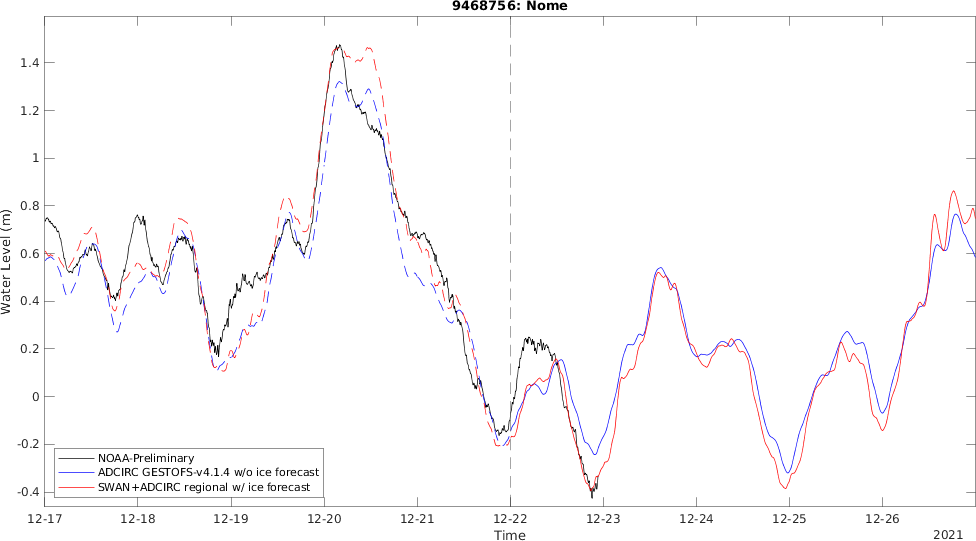 9468756: Nome
Water Level (m)
1.4
1.2
1
0.8
0.6
0.4
0.2
0
-0.2
-0.4
NOAA-Preliminary
ADCIRC GESTOFS-v4.1.4 w/o ice forecast
SWAN+ADCIRC regional w/ ice forecast
12-17 12-18 12-19 12-20 12-21 12-22 12-23 12-24 12-25 12-26
Time
2021